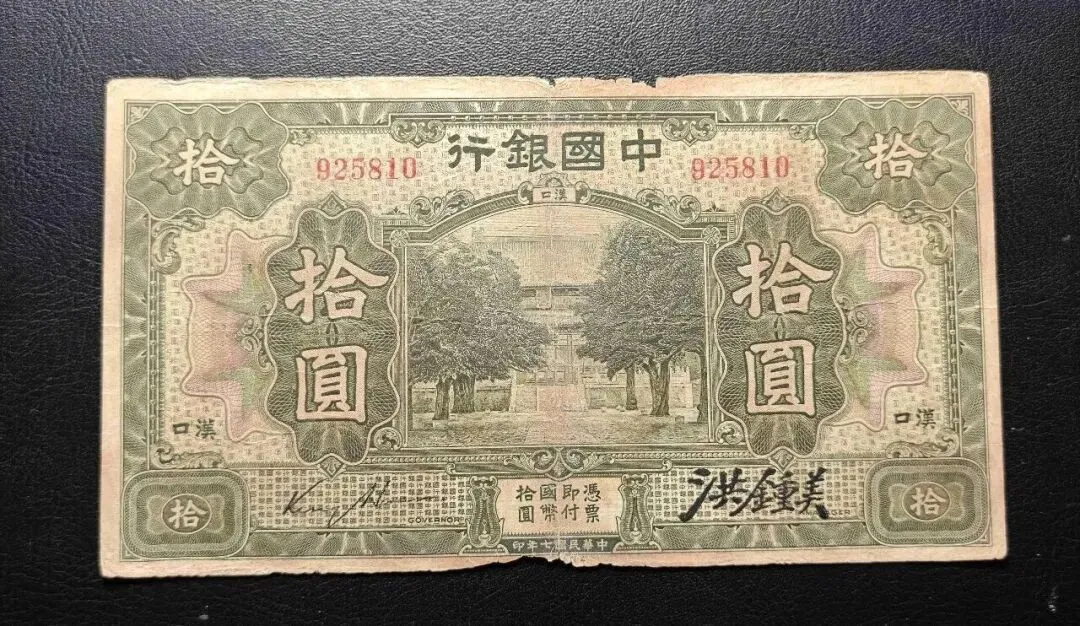 中國銀行
925810
925810
拾
拾
漢口
拾圓
拾圓
漢口
漢口
憑票
即付
國幣
拾圓
GOVERNOR
洪鍾美
拾
拾
中華民國七年印